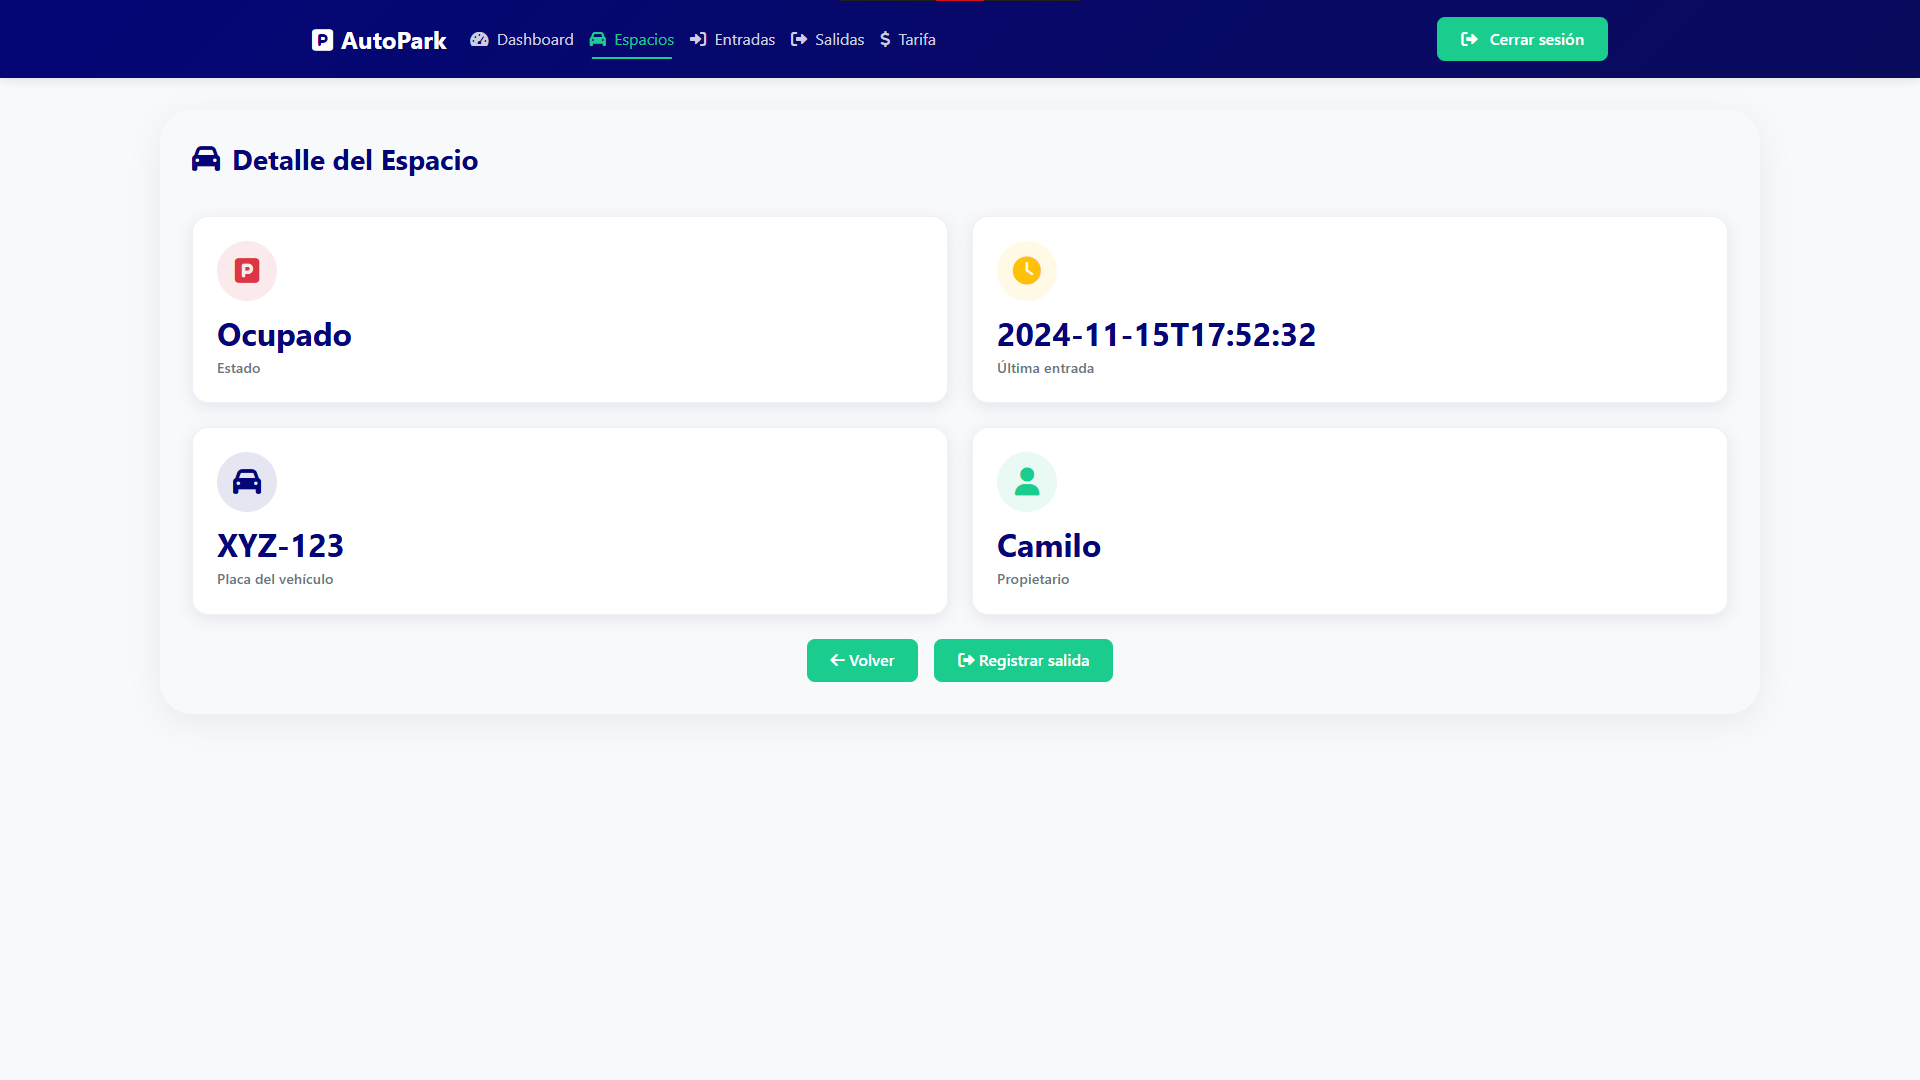 AutoPark Dashboard Espacios Entradas Salidas Tarifa Cerrar sesión
Detalle del Espacio
Ocupado
Estado
2024-11-15T17:52:32
Última entrada
XYZ-123
Placa del vehículo
Camilo
Propietario
Volver Registrar salida